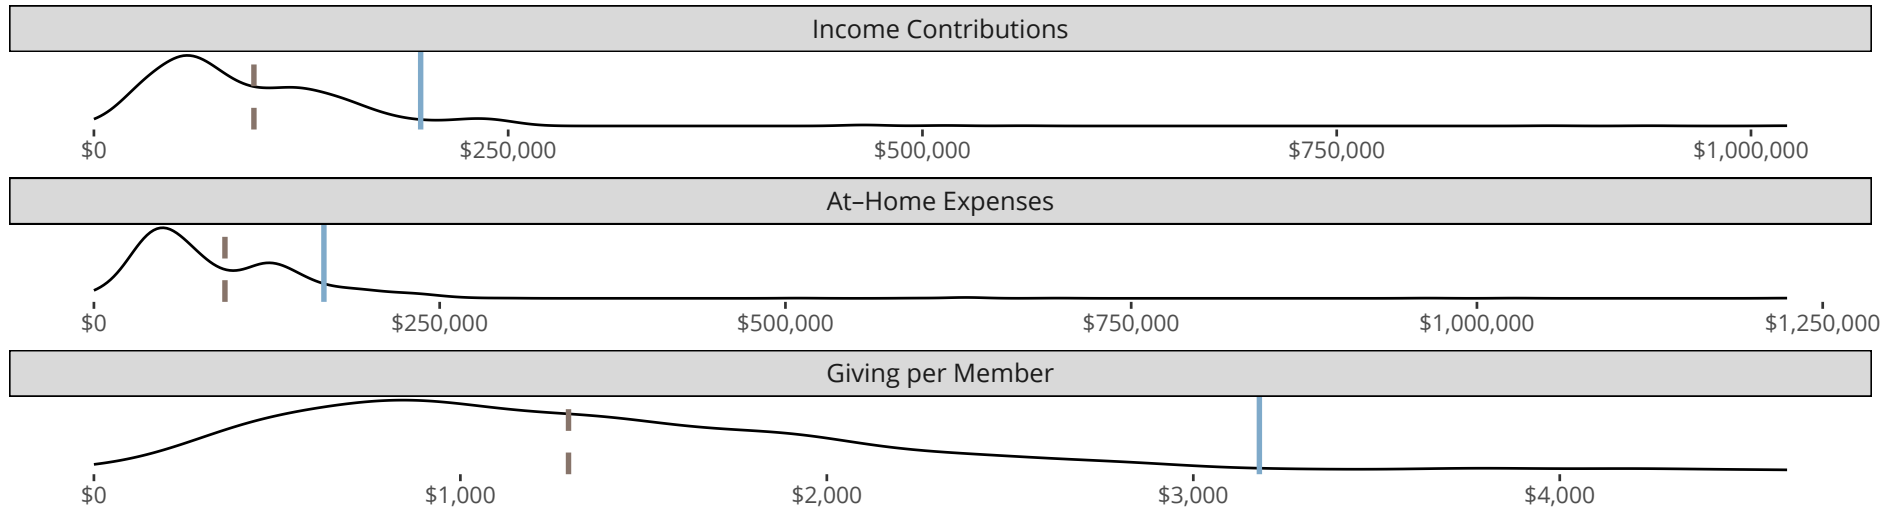 Income Contributions
$0 $250,000 $500,000 $750,000 $1,000,000
At–Home Expenses
$0 $250,000 $500,000 $750,000 $1,000,000 $1,250,000
Giving per Member
$0 $1,000 $2,000 $3,000 $4,000